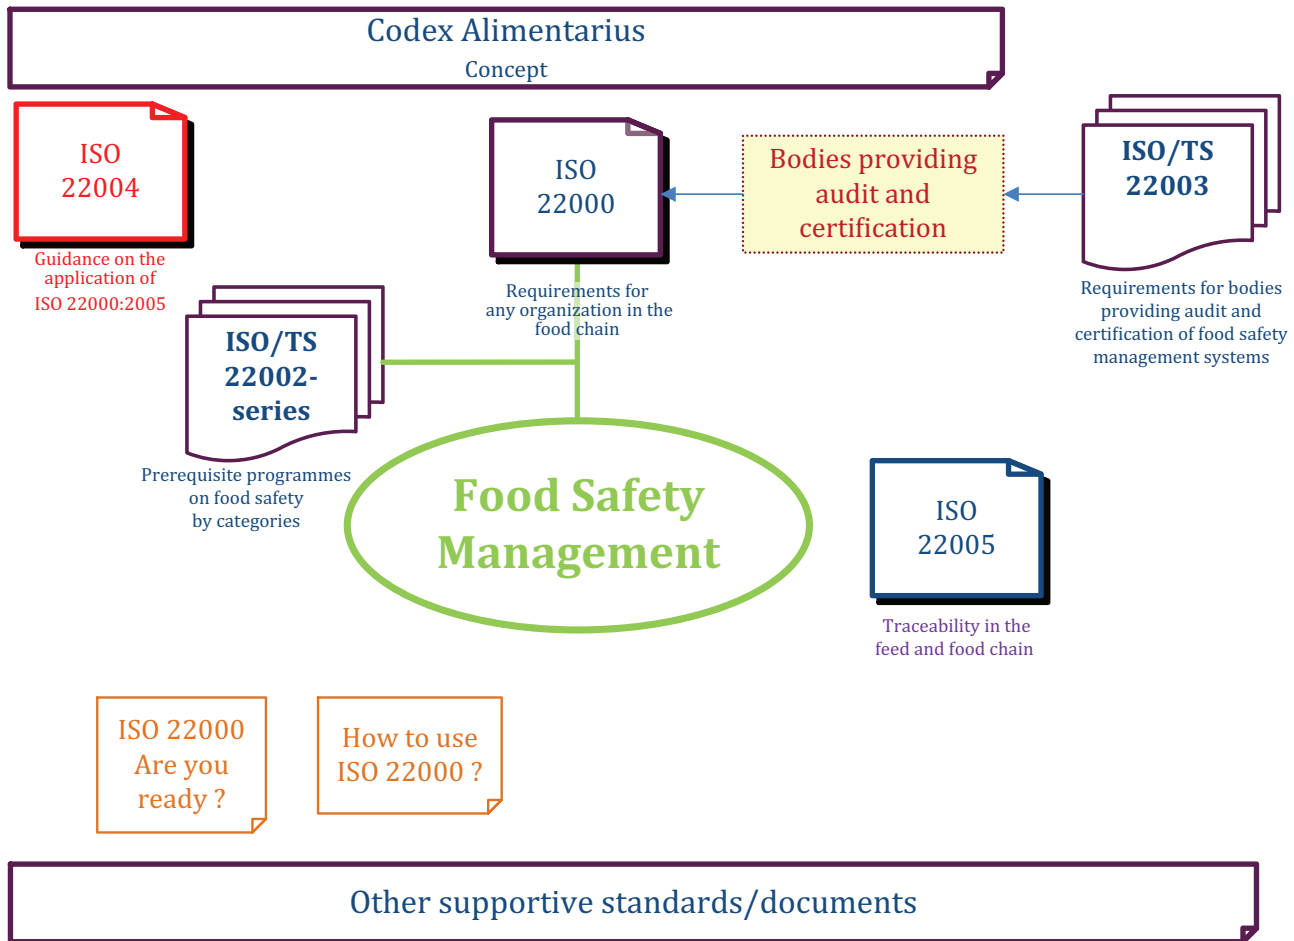 Codex Alimentarius
Concept
ISO
22004
Guidance on the
application of
ISO 22000:2005
ISO
22000
Requirements for
any organization in the
food chain
Bodies providing
audit and
certification
ISO/TS
22003
Requirements for bodies
providing audit and
certification of food safety
management systems
ISO/TS
22002-
series
Prerequisite programmes
on food safety
by categories
Food Safety
Management
ISO
22005
Traceability in the
feed and food chain
ISO 22000
Are you
ready ?
How to use
ISO 22000 ?
Other supportive standards/documents